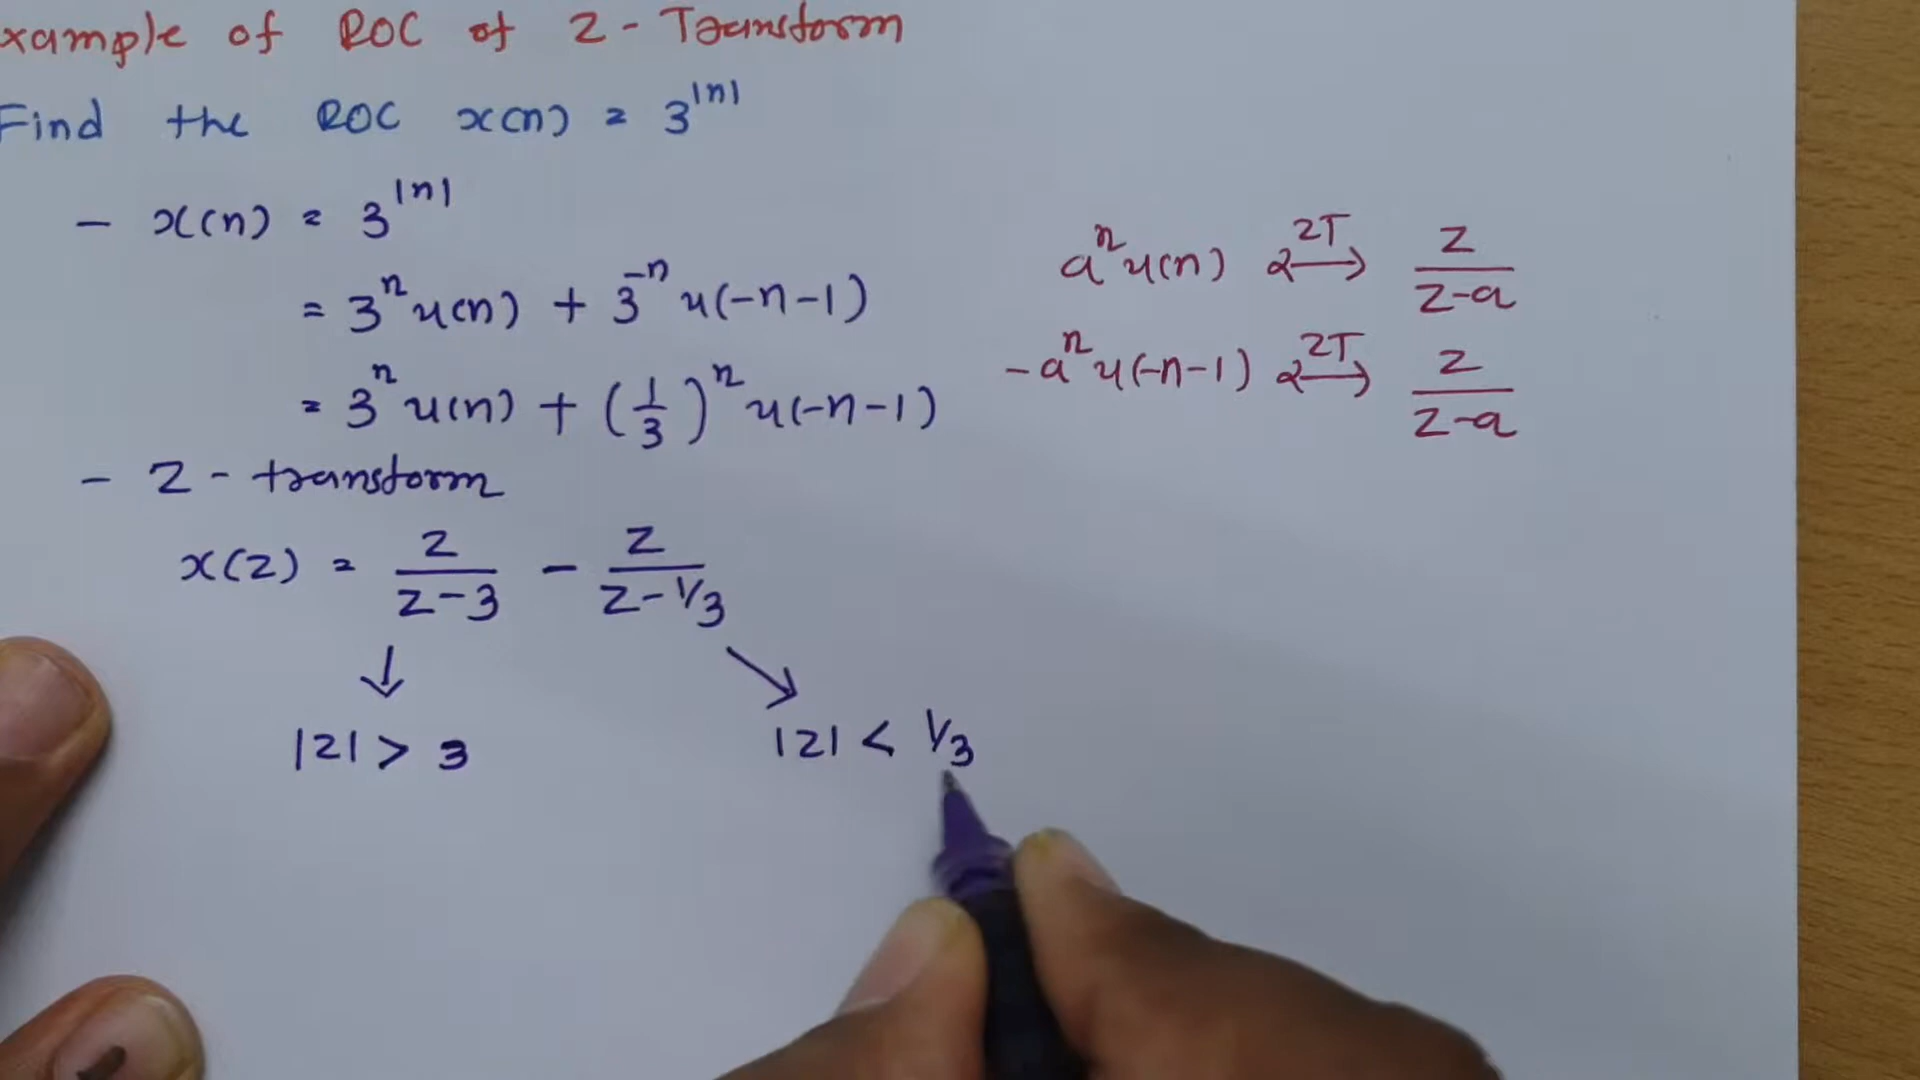 xample of ROC of Z-Transform
Find the ROC x(n) = 3^|n|
- x(n) = 3^|n|
= 3^n u(n) + 3^-n u(-n-1)
= 3^n u(n) + (1/3)^n u(-n-1)
- Z-transform
x(z) = z/(z-3) - z/(z-1/3)
↓ ↘
|z| > 3 |z| < 1/3
a^n u(n) ⟷^ZT z/(z-a)
-a^n u(-n-1) ⟷^ZT z/(z-a)